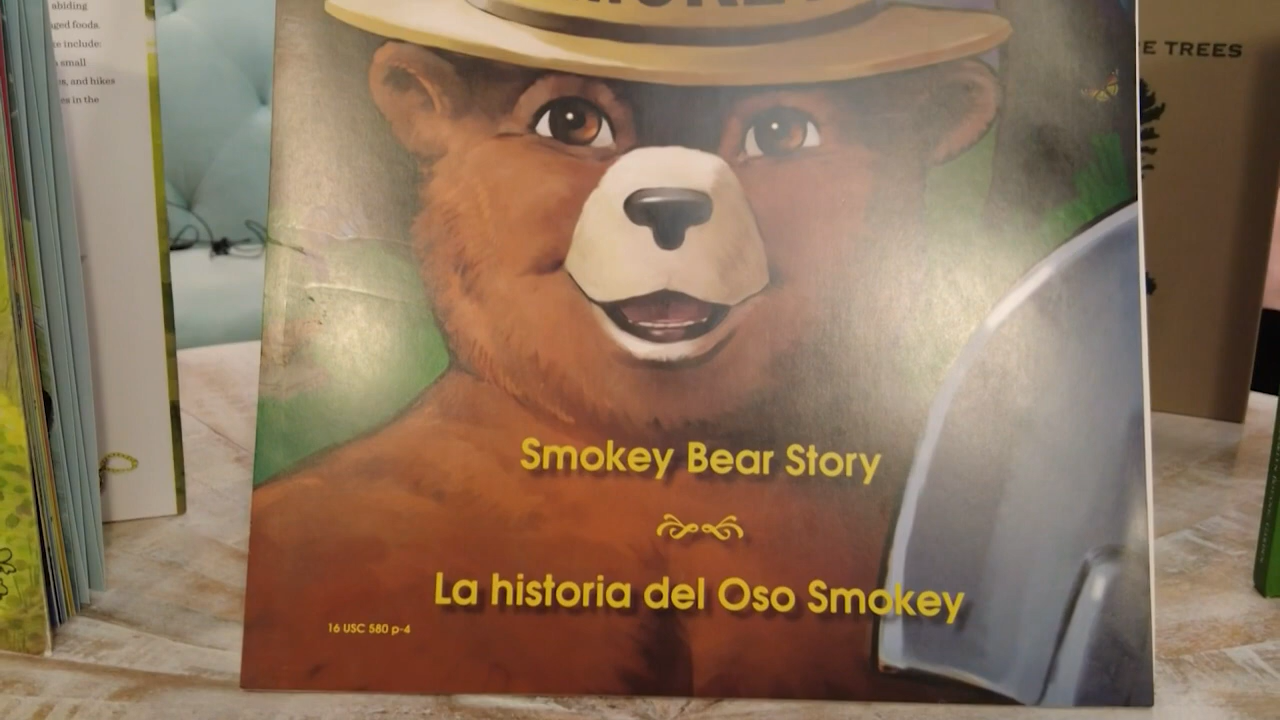 abiding
aged foods.
include:
small
and hikes
in the
SMOKEY
E TREES
Smokey Bear Story
La historia del Oso Smokey
16 USC 580 p-4